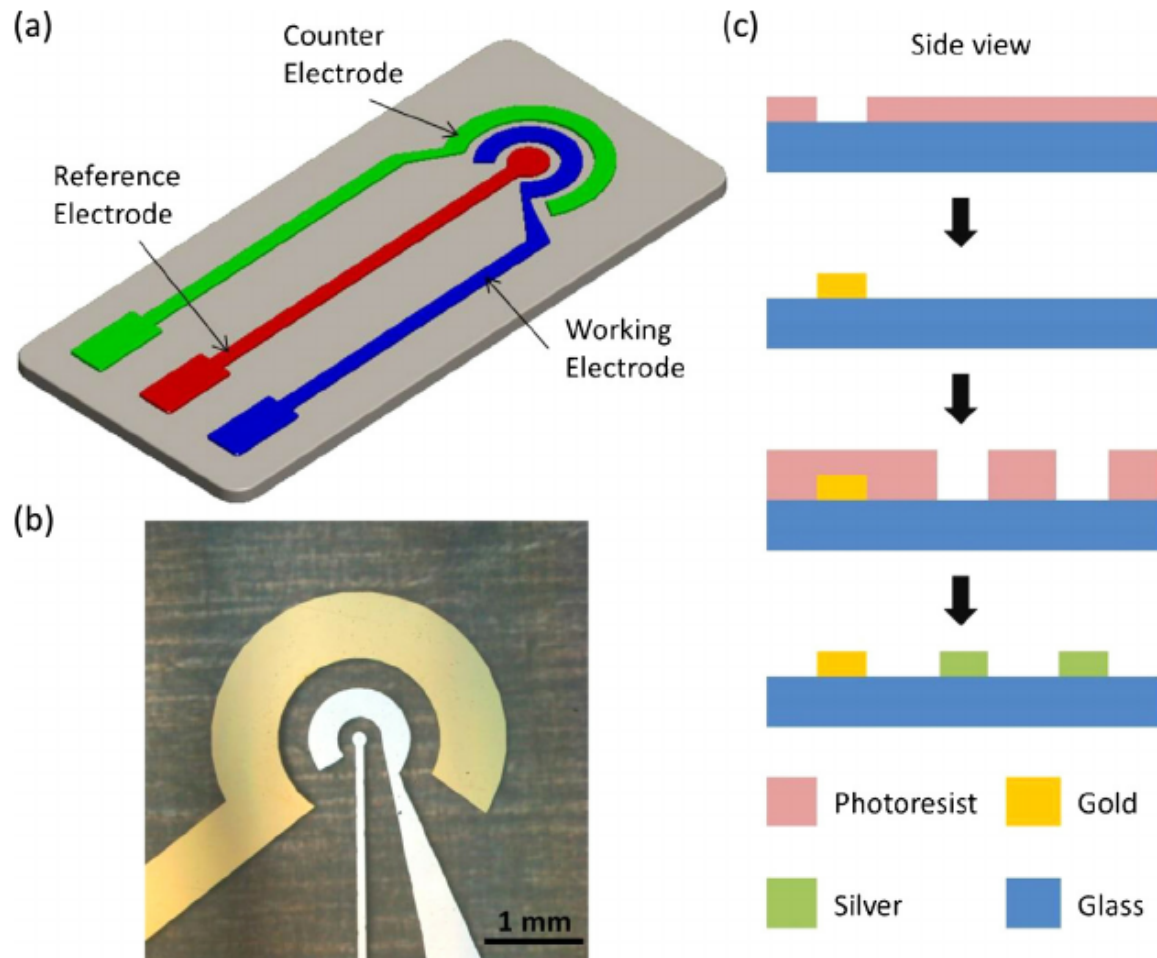 (a)
Counter
Electrode
Reference
Electrode
Working
Electrode
(b)
1 mm
(c)
Side view
Photoresist
Gold
Silver
Glass